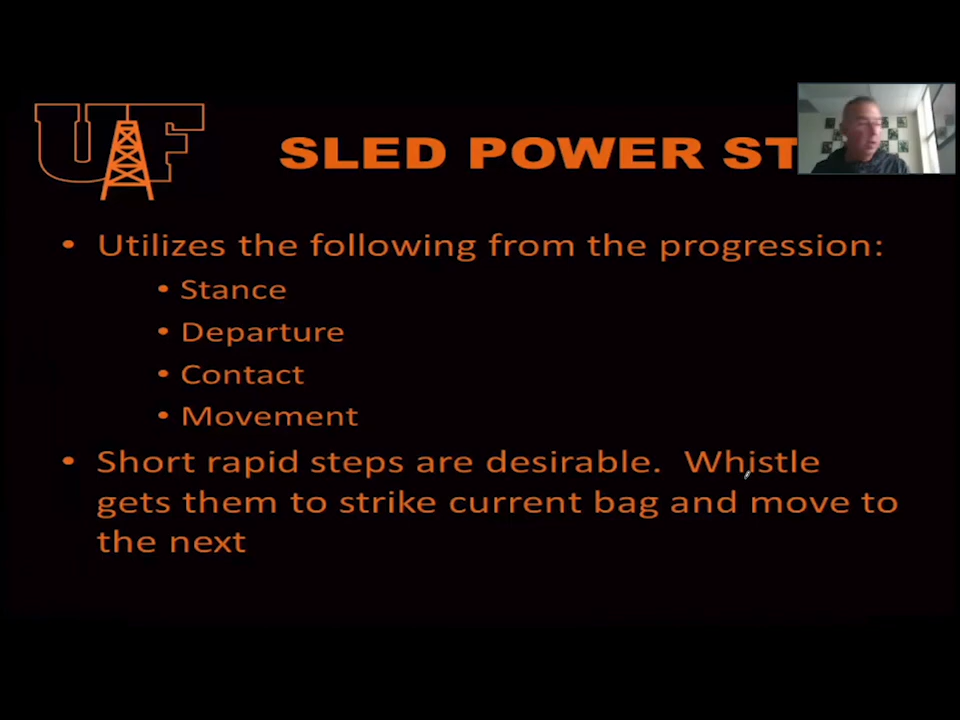 UF
SLED POWER ST
• Utilizes the following from the progression:
• Stance
• Departure
• Contact
• Movement
• Short rapid steps are desirable.  Whistle
gets them to strike current bag and move to
the next